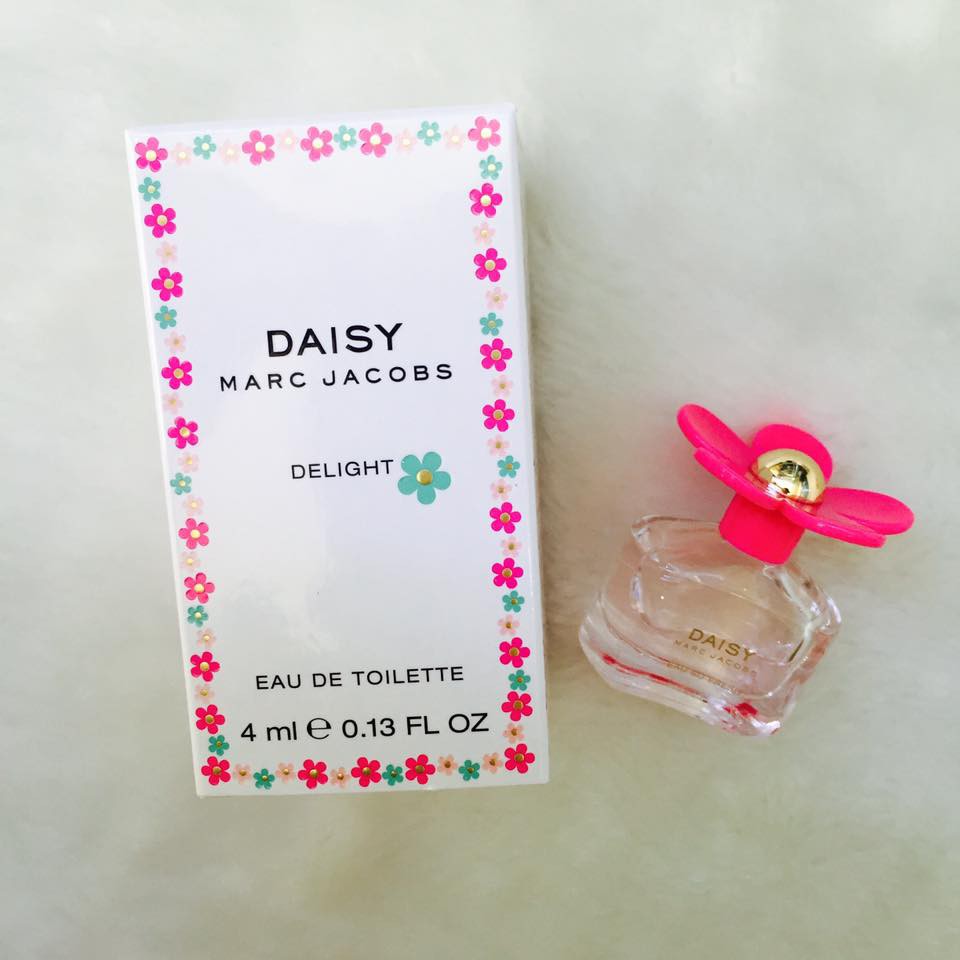 DAISY
MARC JACOBS
DELIGHT
EAU DE TOILETTE
4 ml ℮ 0.13 FL OZ
DAISY
MARC JACOBS